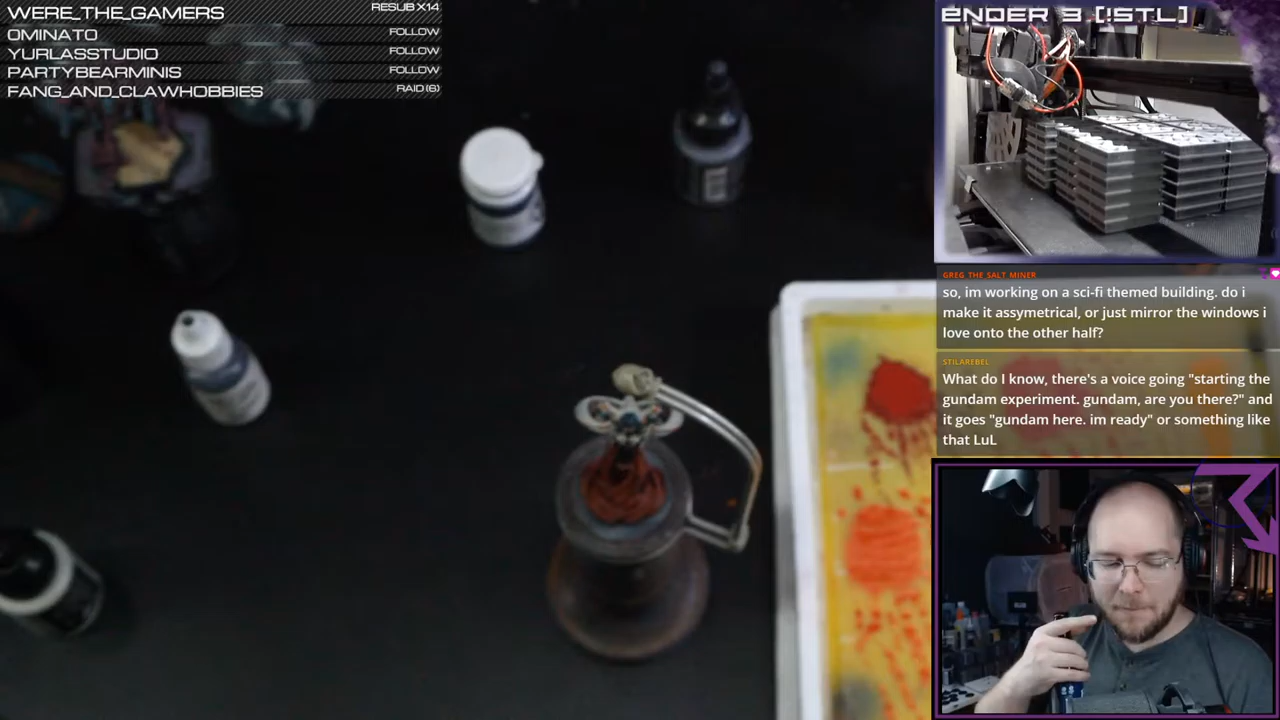 WERE_THE_GAMERS RESUB X14
OMINATO FOLLOW
YURLASSTUDIO FOLLOW
PARTYBEARMINIS FOLLOW
FANG_AND_CLAWHOBBIES RAID (6)
ENDER 3 [!STL]
GREG THE SALT MINER
so, im working on a sci-fi themed building. do i
make it assymetrical, or just mirror the windows i
love onto the other half?
STILAREBEL
What do I know, there's a voice going "starting the
gundam experiment. gundam, are you there?" and
it goes "gundam here. im ready" or something like
that LuL